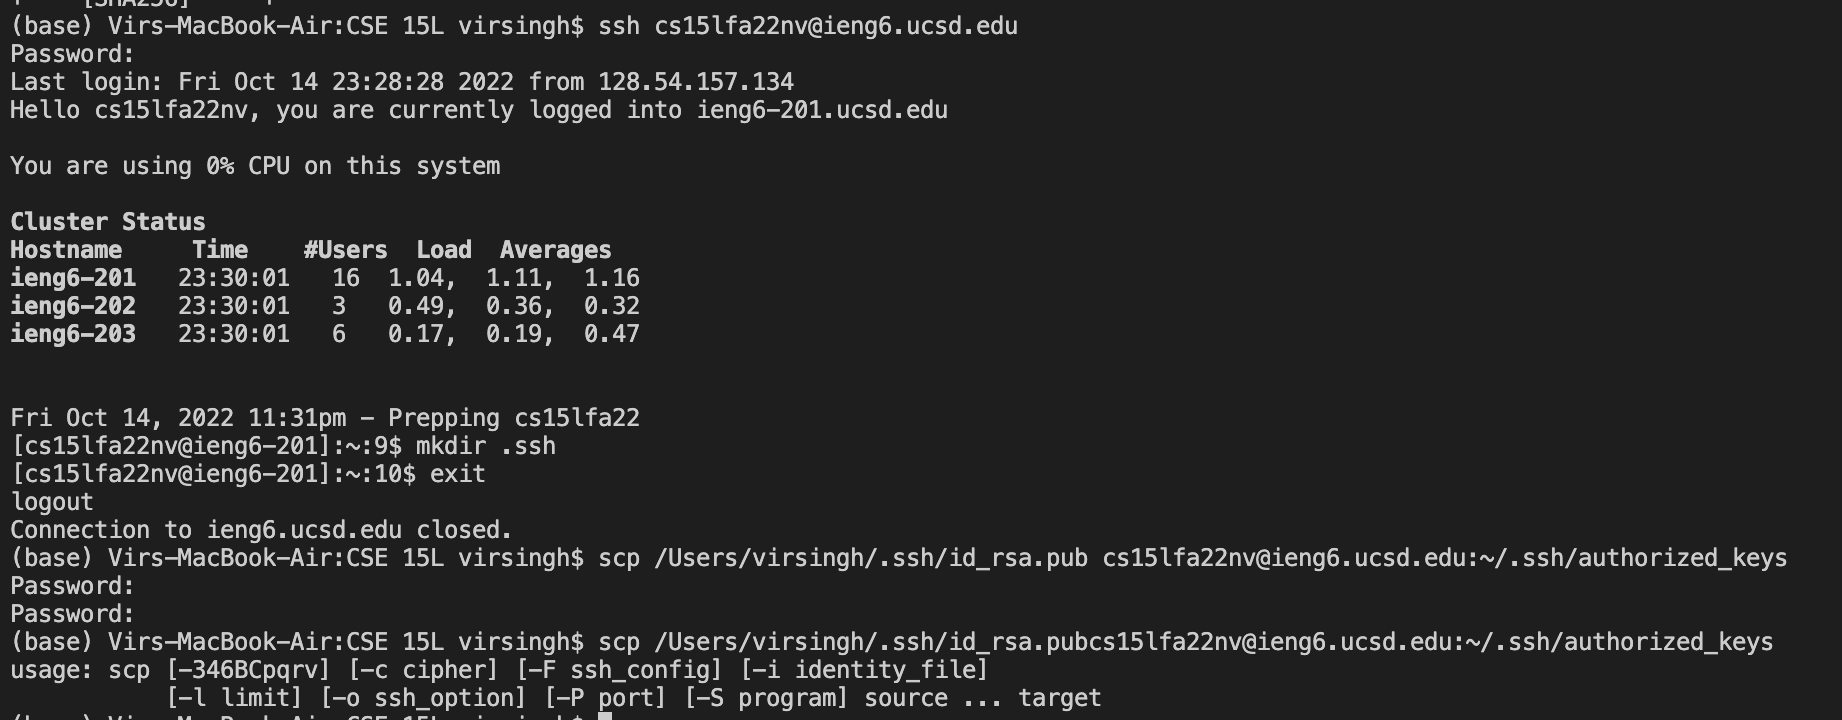 [SHA256]
(base) Virs-MacBook-Air:CSE 15L virsingh$ ssh cs15lfa22nv@ieng6.ucsd.edu
Password:
Last login: Fri Oct 14 23:28:28 2022 from 128.54.157.134
Hello cs15lfa22nv, you are currently logged into ieng6-201.ucsd.edu
You are using 0% CPU on this system
Cluster Status
Hostname     Time    #Users  Load  Averages
ieng6-201   23:30:01   16  1.04,  1.11,  1.16
ieng6-202   23:30:01   3   0.49,  0.36,  0.32
ieng6-203   23:30:01   6   0.17,  0.19,  0.47
Fri Oct 14, 2022 11:31pm - Prepping cs15lfa22
[cs15lfa22nv@ieng6-201]:~:9$ mkdir .ssh
[cs15lfa22nv@ieng6-201]:~:10$ exit
logout
Connection to ieng6.ucsd.edu closed.
(base) Virs-MacBook-Air:CSE 15L virsingh$ scp /Users/virsingh/.ssh/id_rsa.pub cs15lfa22nv@ieng6.ucsd.edu:~/.ssh/authorized_keys
Password:
Password:
(base) Virs-MacBook-Air:CSE 15L virsingh$ scp /Users/virsingh/.ssh/id_rsa.pubcs15lfa22nv@ieng6.ucsd.edu:~/.ssh/authorized_keys
usage: scp [-346BCpqrv] [-c cipher] [-F ssh_config] [-i identity_file]
           [-l limit] [-o ssh_option] [-P port] [-S program] source ... target
(base) Virs-MacBook-Air:CSE 15L virsingh$